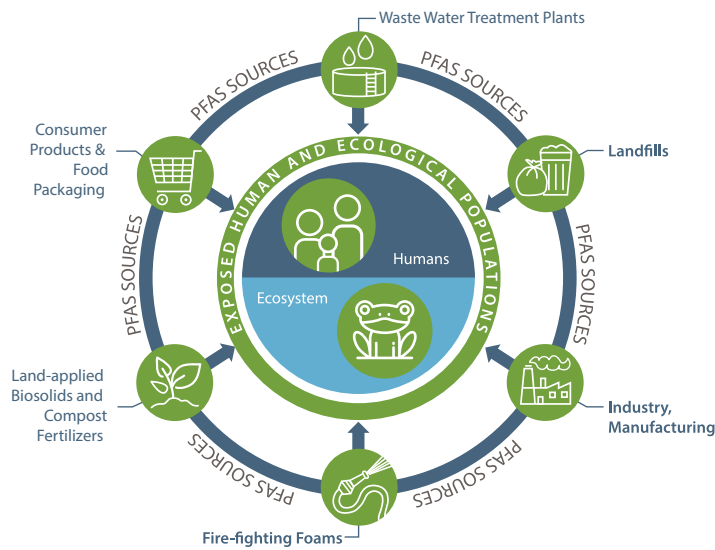 Waste Water Treatment Plants
PFAS SOURCES
PFAS SOURCES
Consumer
Products &
Food
Packaging
Landfills
EXPOSED HUMAN AND ECOLOGICAL POPULATIONS
Humans
Ecosystem
PFAS SOURCES
PFAS SOURCES
Land-applied
Biosolids and
Compost
Fertilizers
Industry,
Manufacturing
PFAS SOURCES
PFAS SOURCES
Fire-fighting Foams